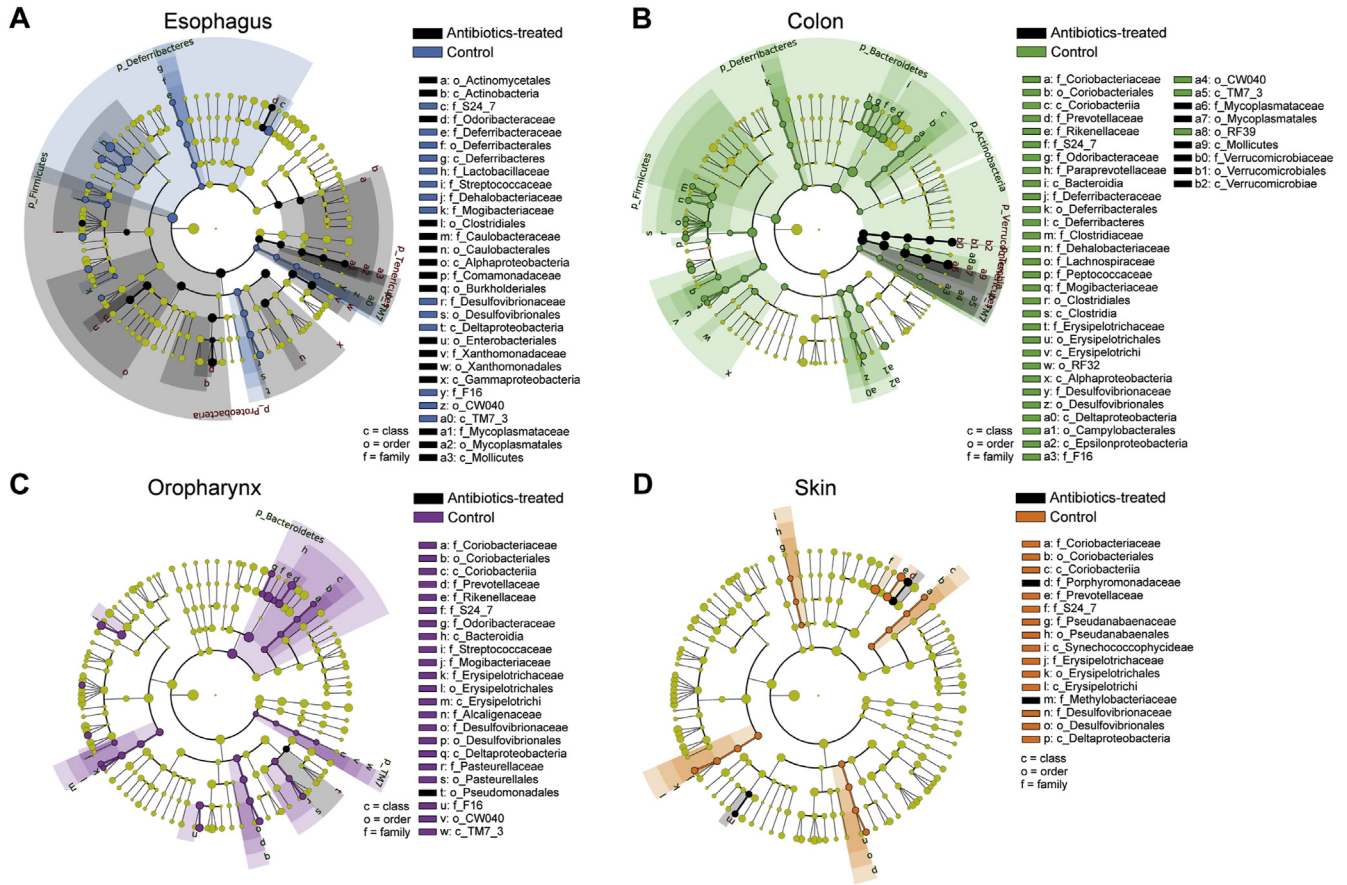 A
Esophagus
p_Deferribacteres
p_Firmicutes
p_Proteobacteria
p_Tenericutes
p_TM7
Antibiotics-treated
Control
a: o_Actinomycetales
b: c_Actinobacteria
c: f_S24_7
d: f_Odoribacteraceae
e: f_Deferribacteraceae
f: o_Deferribacterales
g: c_Deferribacteres
h: f_Lactobacillaceae
i: f_Streptococcaceae
j: f_Dehalobacteriaceae
k: f_Mogibacteriaceae
l: o_Clostridiales
m: f_Caulobacteraceae
n: o_Caulobacterales
o: c_Alphaproteobacteria
p: f_Comamonadaceae
q: o_Burkholderiales
r: f_Desulfovibrionaceae
s: o_Desulfovibrionales
t: c_Deltaproteobacteria
u: o_Enterobacteriales
v: f_Xanthomonadaceae
w: o_Xanthomonadales
x: c_Gammaproteobacteria
y: f_F16
z: o_CW040
a0: c_TM7_3
a1: f_Mycoplasmataceae
a2: o_Mycoplasmatales
a3: c_Mollicutes
c = class
o = order
f = family
B
Colon
p_Deferribacteres
p_Bacteroidetes
p_Actinobacteria
p_Firmicutes
Antibiotics-treated
Control
a: f_Coriobacteriaceae
b: o_Coriobacteriales
c: c_Coriobacteriia
d: f_Prevotellaceae
e: f_Rikenellaceae
f: f_S24_7
g: f_Odoribacteraceae
h: f_Paraprevotellaceae
i: c_Bacteroidia
j: f_Deferribacteraceae
k: o_Deferribacterales
l: c_Deferribacteres
m: f_Clostridiaceae
n: f_Dehalobacteriaceae
o: f_Lachnospiraceae
p: f_Peptococcaceae
q: f_Mogibacteriaceae
r: o_Clostridiales
s: c_Clostridia
t: f_Erysipelotrichaceae
u: o_Erysipelotrichales
v: c_Erysipelotrichi
w: o_RF32
x: c_Alphaproteobacteria
y: f_Desulfovibrionaceae
z: o_Desulfovibrionales
a0: c_Deltaproteobacteria
a1: o_Campylobacterales
a2: c_Epsilonproteobacteria
a3: f_F16
a4: o_CW040
a5: c_TM7_3
a6: f_Mycoplasmataceae
a7: o_Mycoplasmatales
a8: o_RF39
a9: c_Mollicutes
b0: f_Verrucomicrobiaceae
b1: o_Verrucomicrobiales
b2: c_Verrucomicrobiae
c = class
o = order
f = family
C
Oropharynx
p_Bacteroidetes
p_TM7
Antibiotics-treated
Control
a: f_Coriobacteriaceae
b: o_Coriobacteriales
c: c_Coriobacteriia
d: f_Prevotellaceae
e: f_Rikenellaceae
f: f_S24_7
g: f_Odoribacteraceae
h: c_Bacteroidia
i: f_Streptococcaceae
j: f_Mogibacteriaceae
k: f_Erysipelotrichaceae
l: o_Erysipelotrichales
m: c_Erysipelotrichi
n: f_Alcaligenaceae
o: f_Desulfovibrionaceae
p: o_Desulfovibrionales
q: c_Deltaproteobacteria
r: f_Pasteurellaceae
s: o_Pasteurellales
t: o_Pseudomonadales
u: f_F16
v: o_CW040
w: c_TM7_3
c = class
o = order
f = family
D
Skin
Antibiotics-treated
Control
a: f_Coriobacteriaceae
b: o_Coriobacteriales
c: c_Coriobacteriia
d: f_Porphyromonadaceae
e: f_Prevotellaceae
f: f_S24_7
g: f_Pseudanabaenaceae
h: o_Pseudanabaenales
i: c_Synechococcophycideae
j: f_Erysipelotrichaceae
k: o_Erysipelotrichales
l: c_Erysipelotrichi
m: f_Methylobacteriaceae
n: f_Desulfovibrionaceae
o: o_Desulfovibrionales
p: c_Deltaproteobacteria
c = class
o = order
f = family